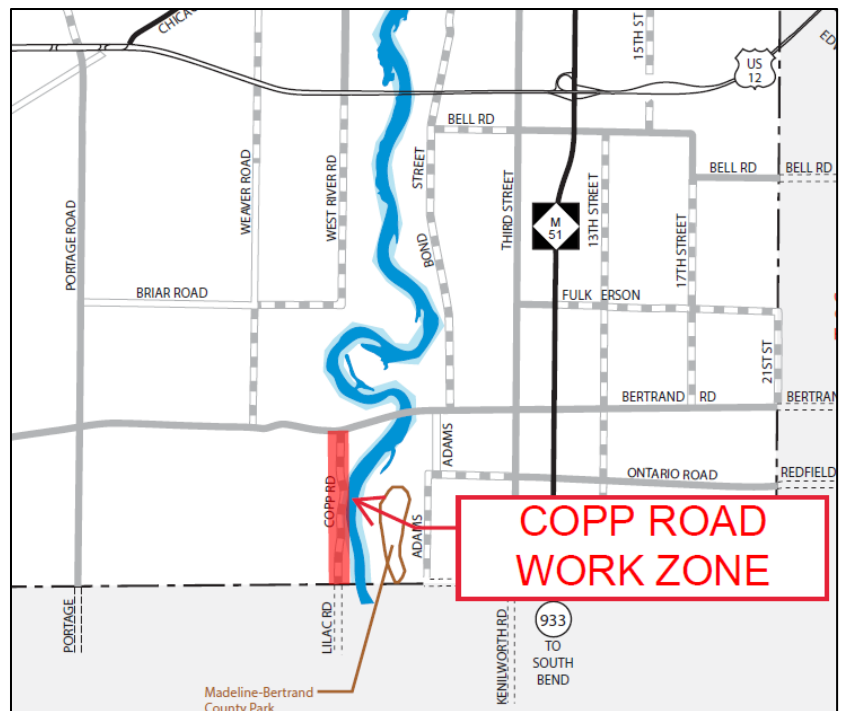 CHICAG
15TH ST
ED
US
12
BELL RD
BELL RD
BELL RD
PORTAGE ROAD
WEAVER ROAD
WEST RIVER RD
STREET
BOND
THIRD STREET
M
51
13TH STREET
17TH STREET
BRIAR ROAD
FULK ERSON
21ST ST
BERTRAND RD
BERTRAN
ADAMS
ONTARIO ROAD
REDFIELD
COPP RD
ADAMS
COPP ROAD
WORK ZONE
PORTAGE
LILAC RD
KENILWORTH RD
933
TO
SOUTH
BEND
Madeline-Bertrand
County Park